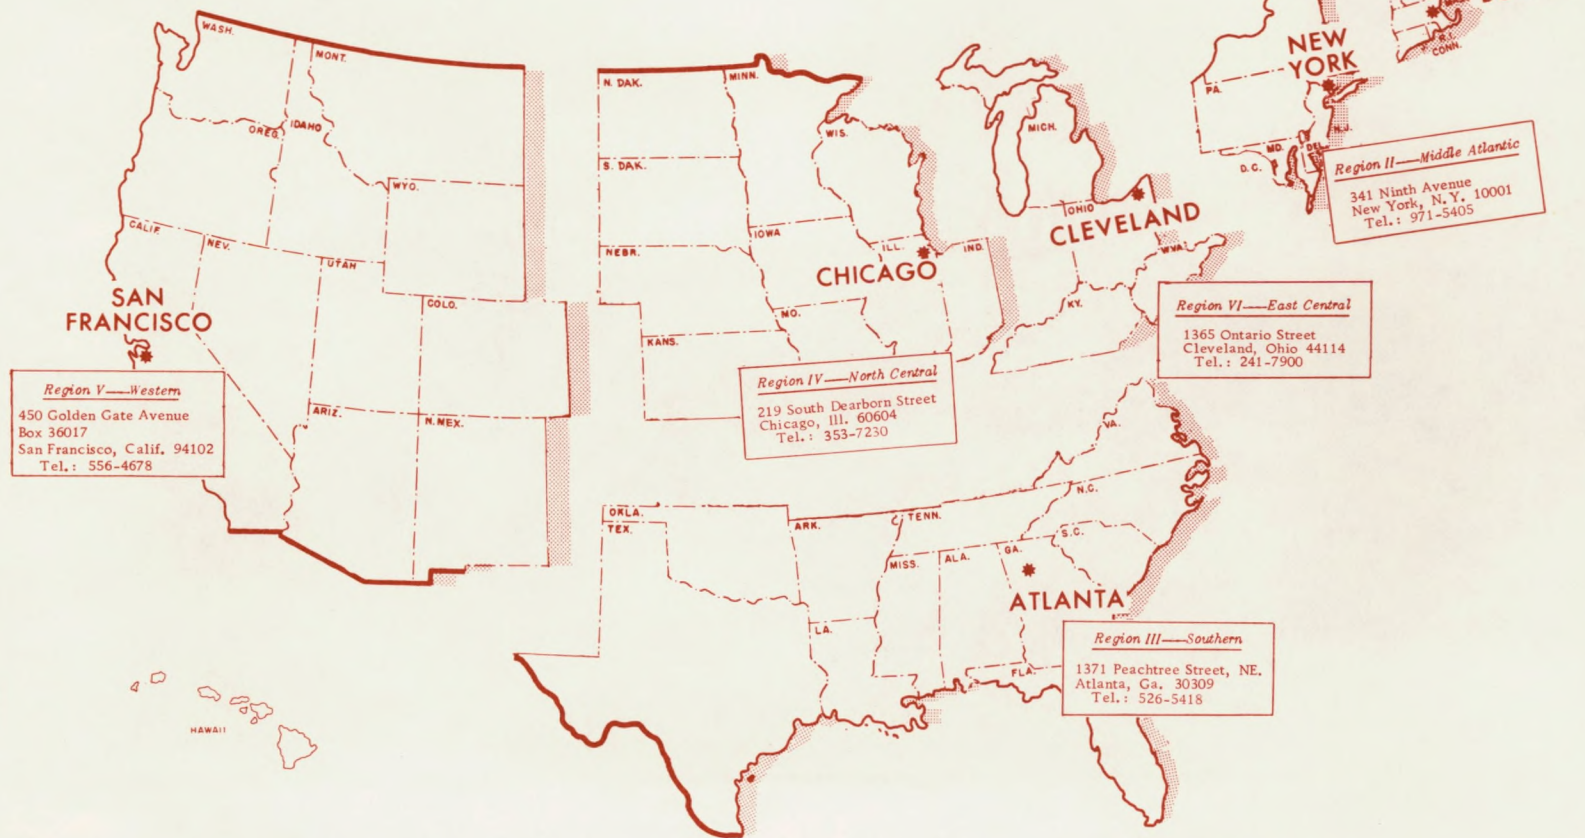 WASH.
MONT.
OREG.
IDAHO
WYO.
CALIF.
NEV.
UTAH
COLO.
ARIZ.
N.MEX.
SAN
FRANCISCO
Region V—Western
450 Golden Gate Avenue
Box 36017
San Francisco, Calif. 94102
Tel.: 556-4678
HAWAII
N. DAK.
MINN.
S. DAK.
WIS.
NEBR.
IOWA
ILL.
IND.
MO.
KANS.
MICH.
CHICAGO
Region IV—North Central
219 South Dearborn Street
Chicago, Ill. 60604
Tel.: 353-7230
OHIO
CLEVELAND
W.VA.
KY.
Region VI—East Central
1365 Ontario Street
Cleveland, Ohio 44114
Tel.: 241-7900
NEW
YORK
R.I.
CONN.
PA.
N.J.
MD.
DEL.
D.C.
Region II—Middle Atlantic
341 Ninth Avenue
New York, N.Y. 10001
Tel.: 971-5405
VA.
N.C.
OKLA.
TEX.
ARK.
TENN.
S.C.
MISS.
ALA.
GA.
LA.
FLA.
ATLANTA
Region III—Southern
1371 Peachtree Street, NE.
Atlanta, Ga. 30309
Tel.: 526-5418